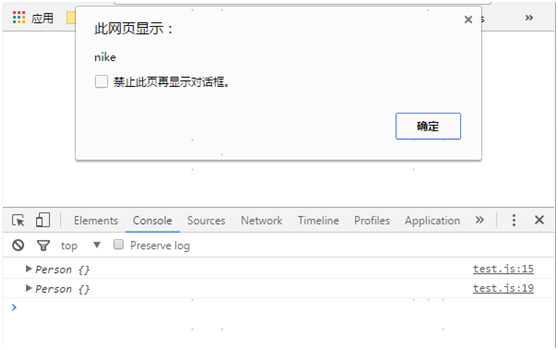 应用
s
»
此网页显示：
nike
禁止此页再显示对话框。
确定
Elements Console Sources Network Timeline Profiles Application »
top ▼ Preserve log
Person {} test.js:15
Person {} test.js:19
>